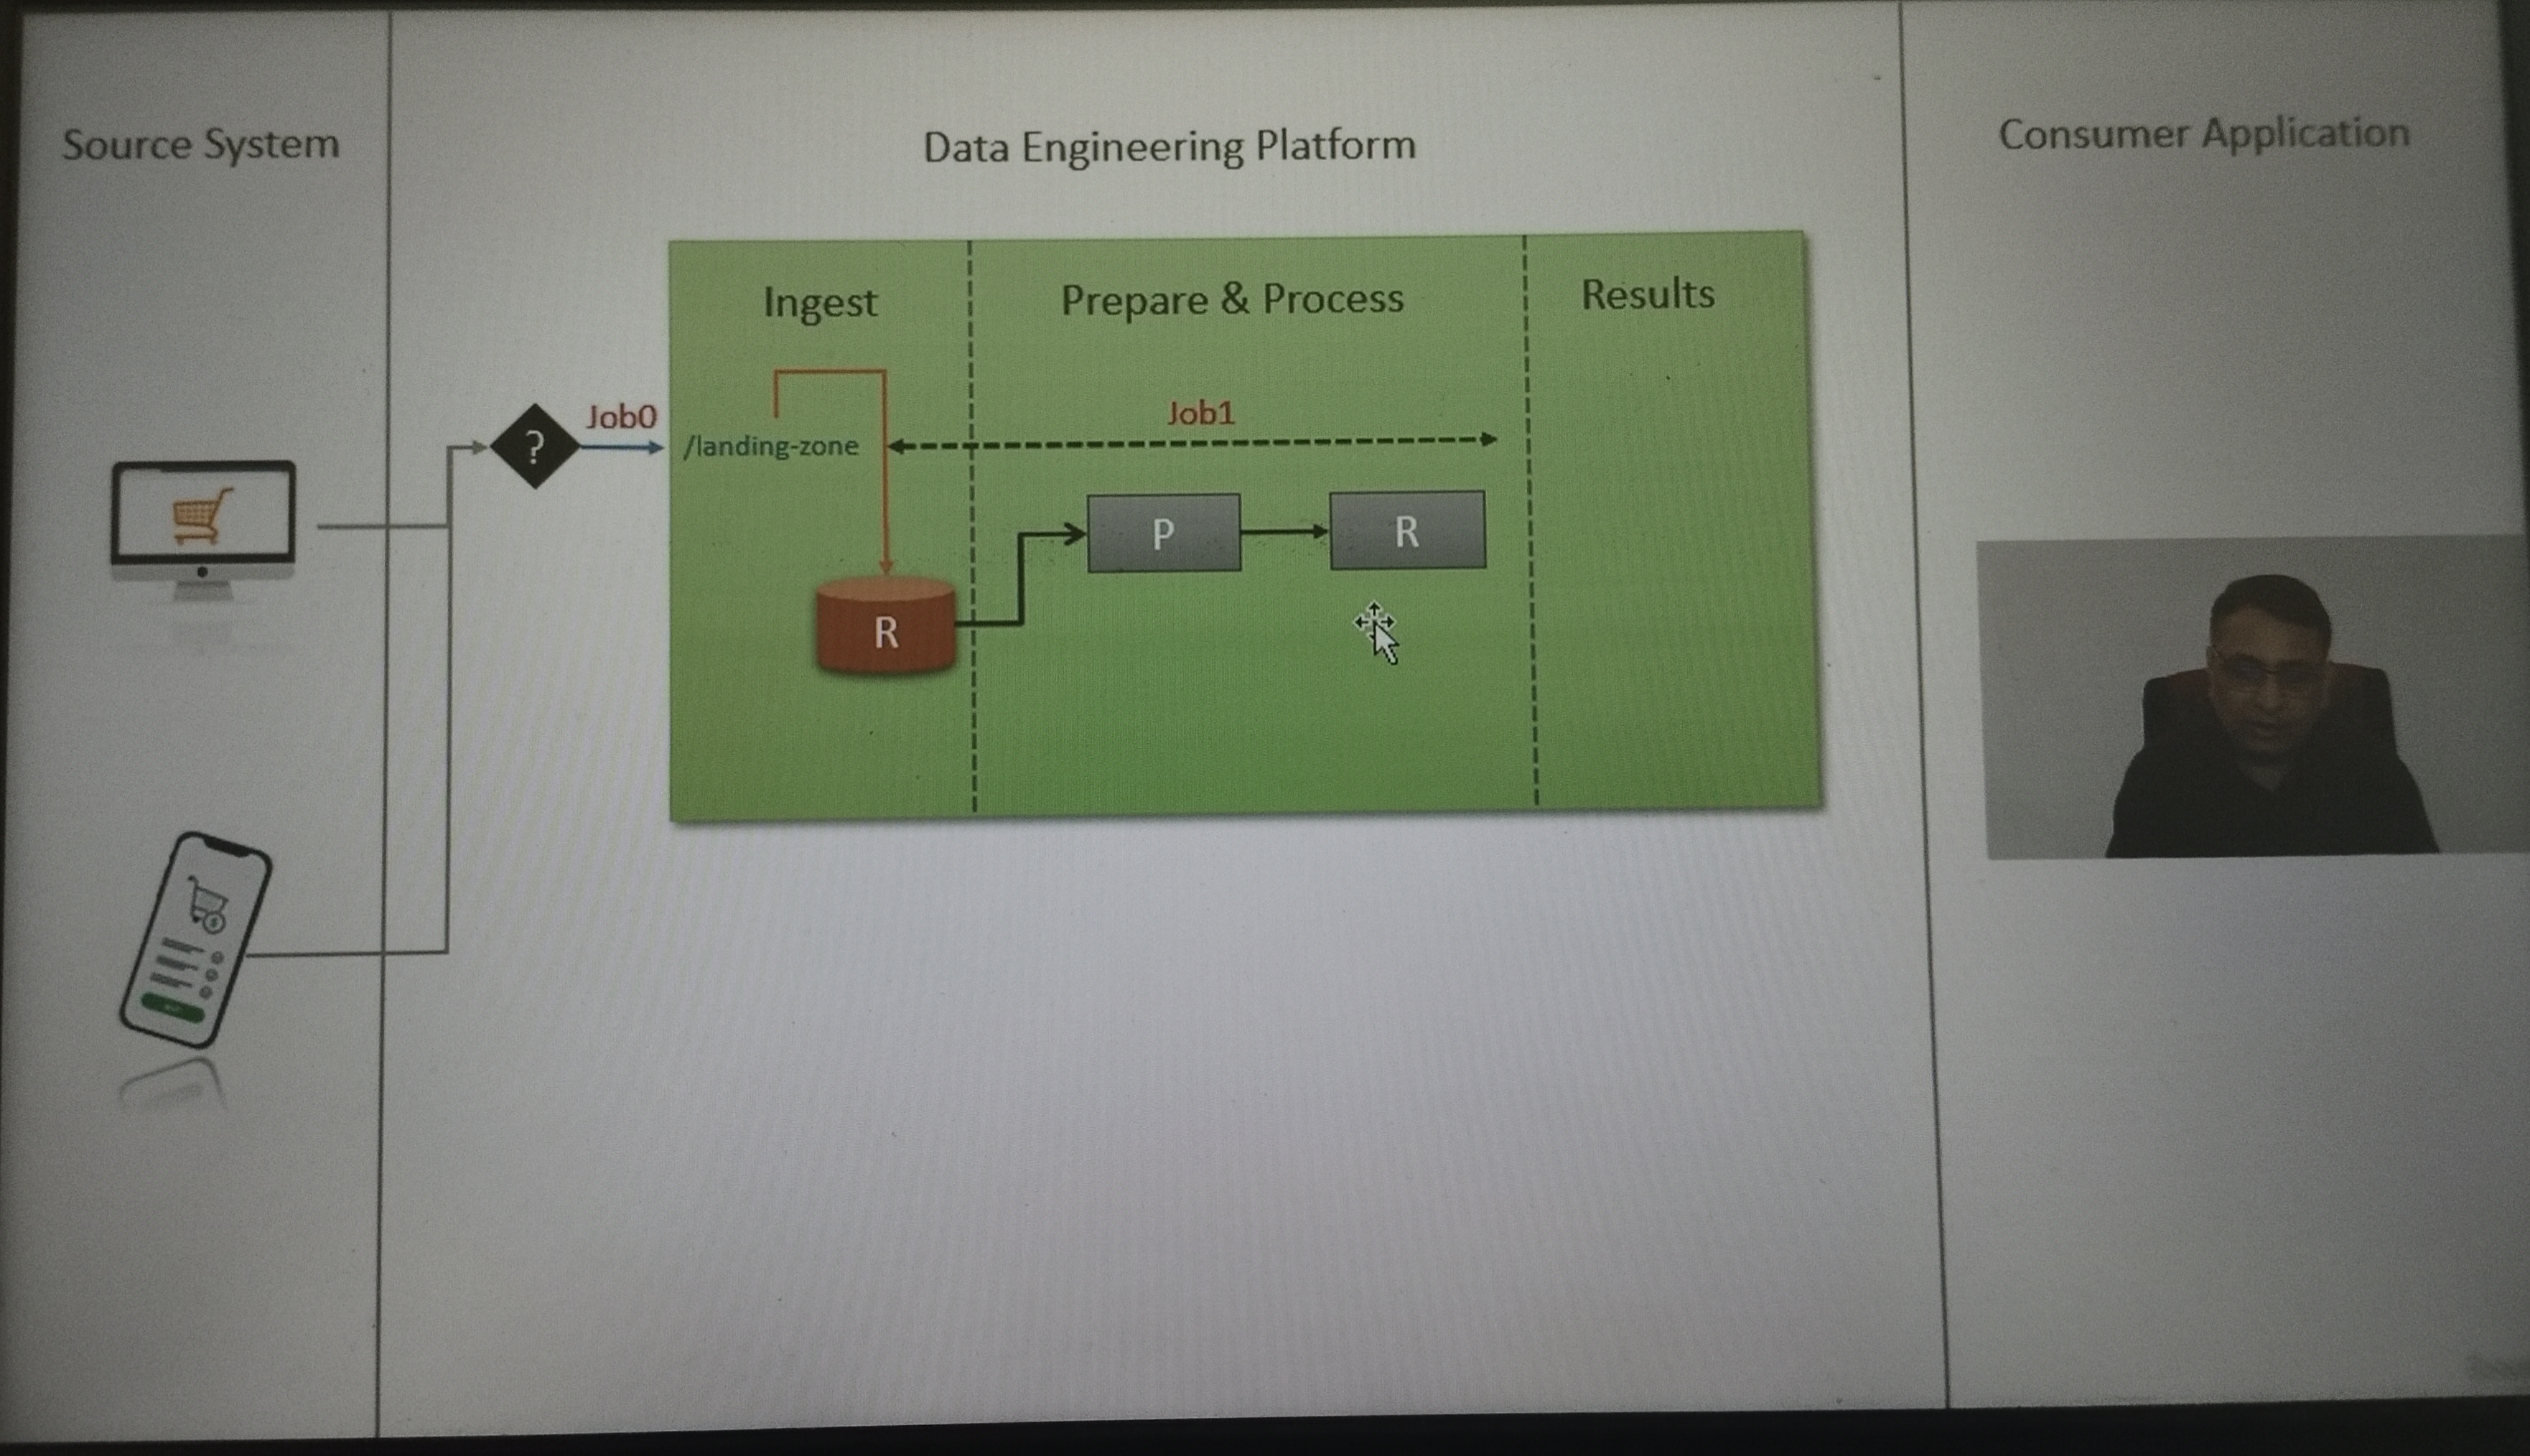 Source System
Data Engineering Platform
Consumer Application
Ingest
Prepare & Process
Results
Job0
Job1
?
/landing-zone
P
R
R